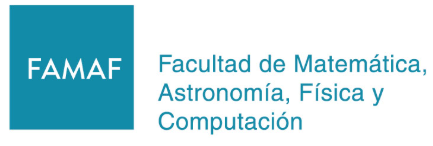 FAMAF
Facultad de Matemática,
Astronomía, Física y
Computación